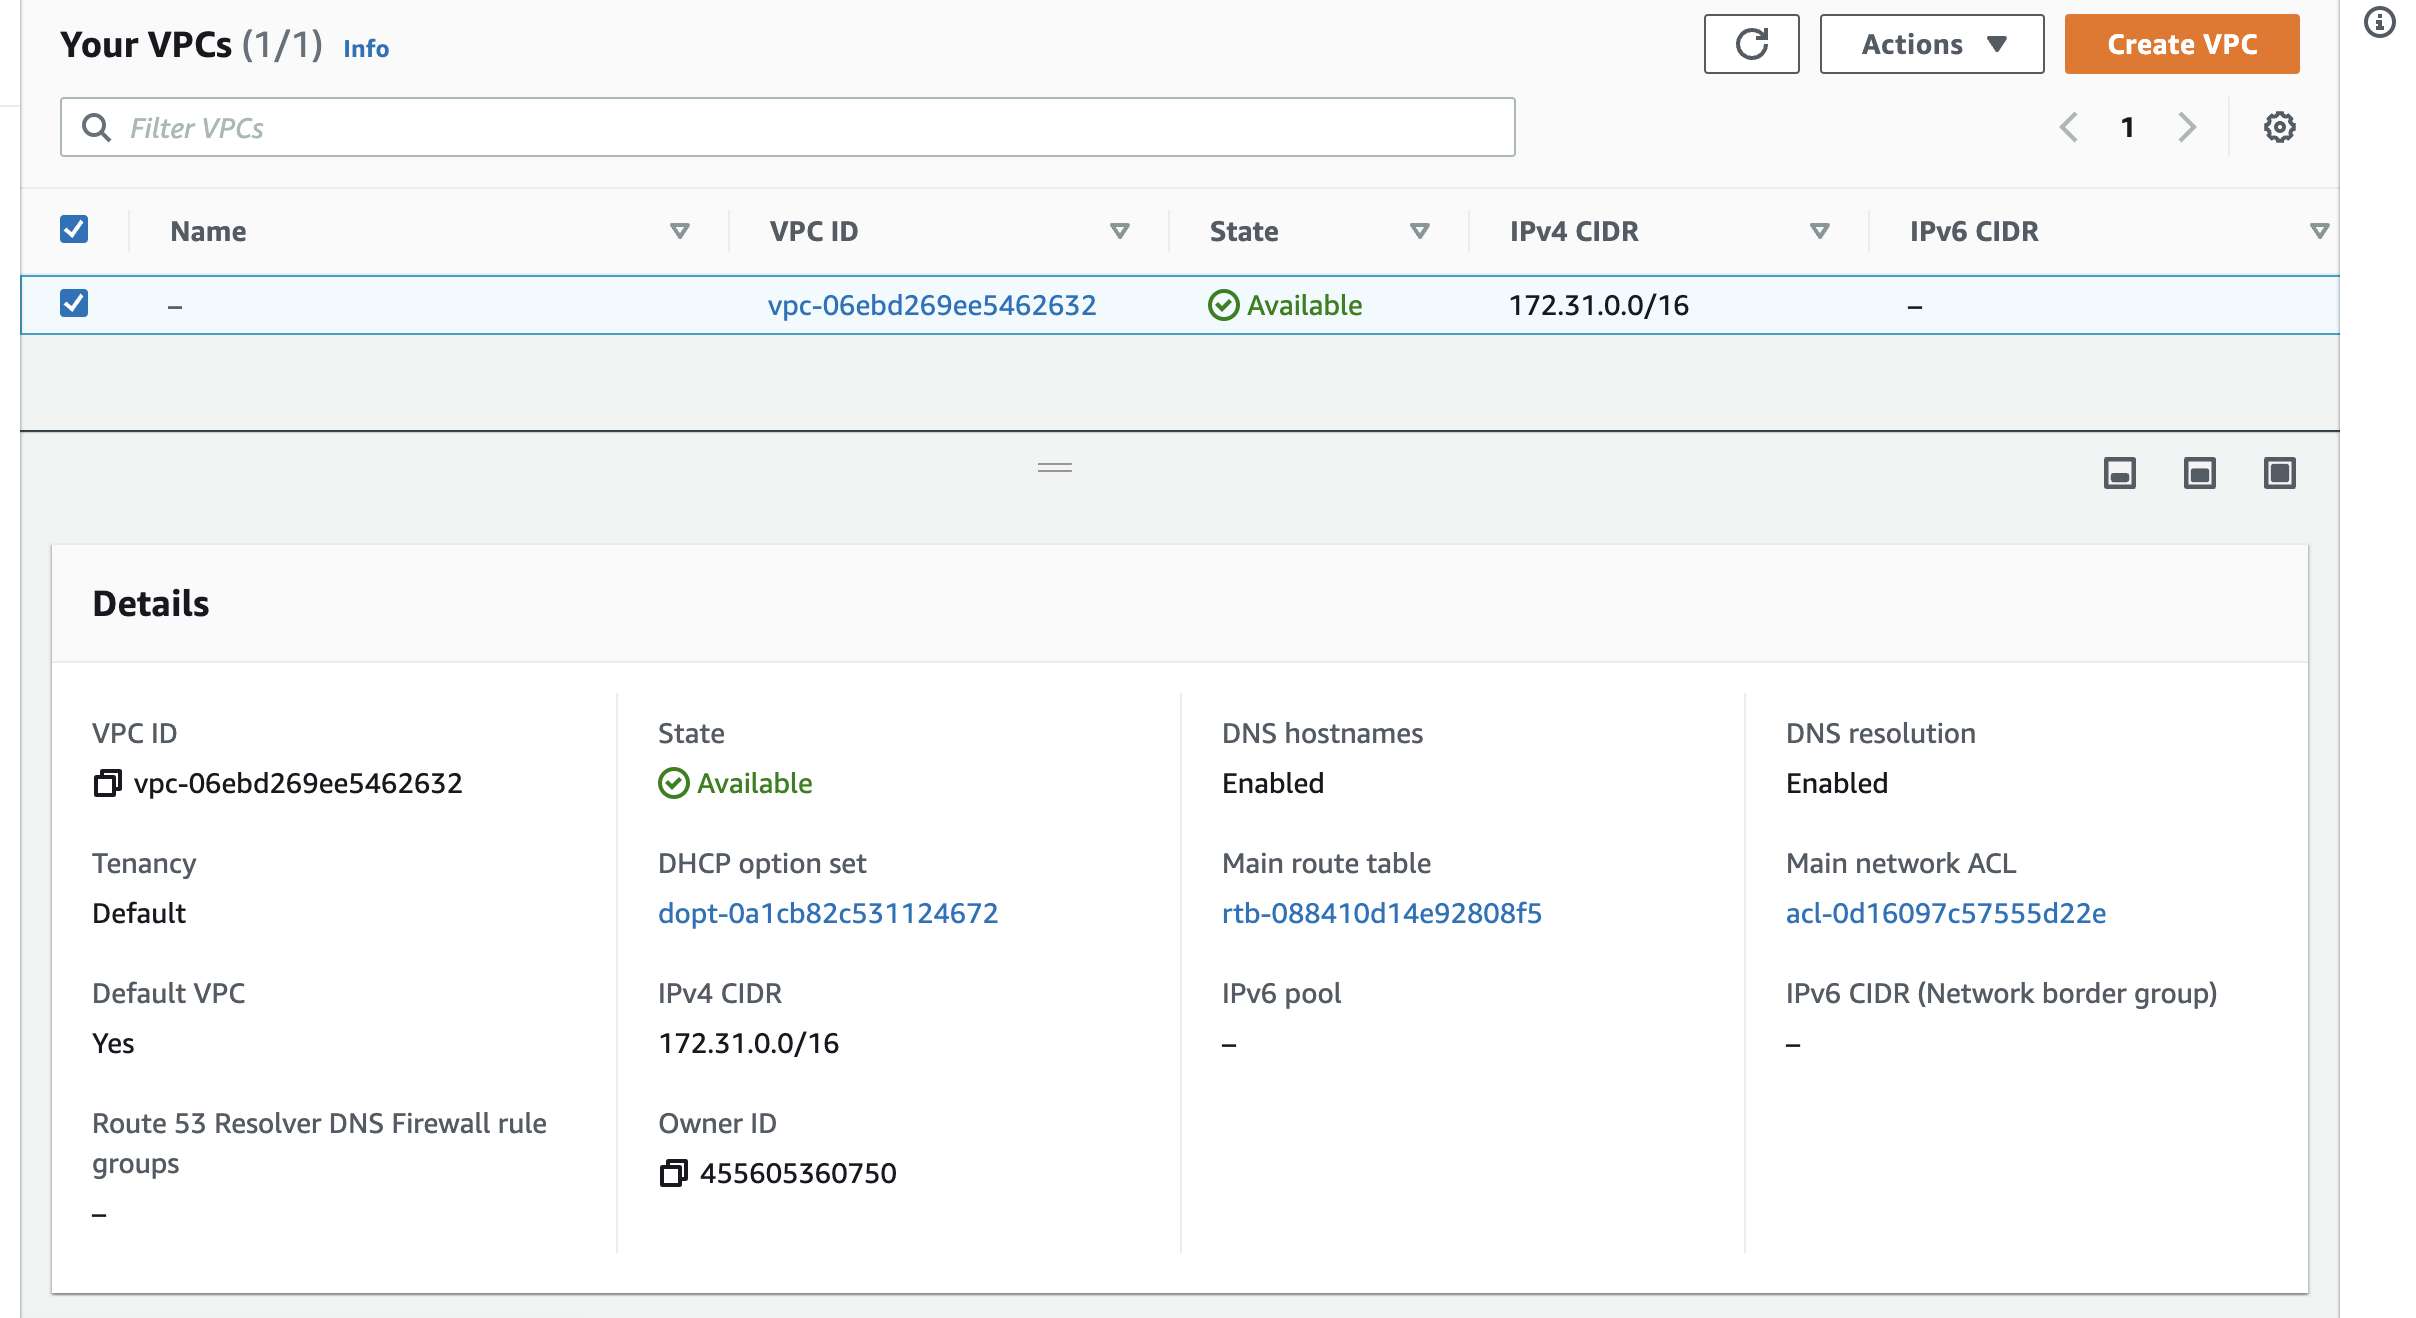 Your VPCs (1/1) Info
Actions
Create VPC
Filter VPCs
1
Name VPC ID State IPv4 CIDR IPv6 CIDR
– vpc-06ebd269ee5462632 Available 172.31.0.0/16 –
Details
VPC ID
vpc-06ebd269ee5462632
State
Available
DNS hostnames
Enabled
DNS resolution
Enabled
Tenancy
Default
DHCP option set
dopt-0a1cb82c531124672
Main route table
rtb-088410d14e92808f5
Main network ACL
acl-0d16097c57555d22e
Default VPC
Yes
IPv4 CIDR
172.31.0.0/16
IPv6 pool
–
IPv6 CIDR (Network border group)
–
Route 53 Resolver DNS Firewall rule
groups
–
Owner ID
455605360750